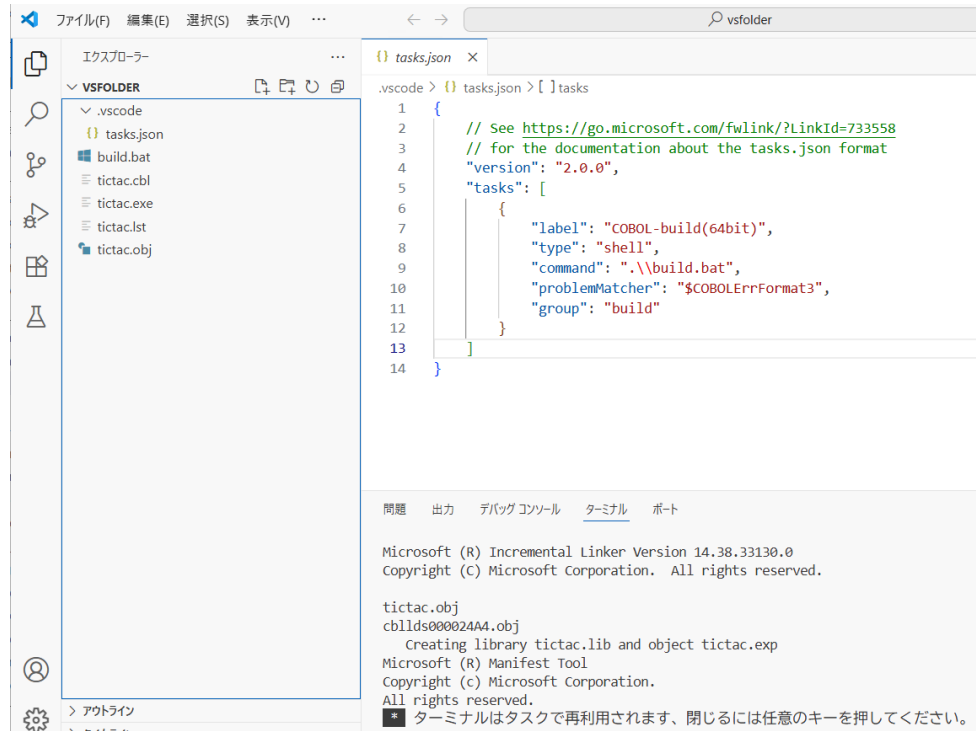 ファイル(F) 編集(E) 選択(S) 表示(V) ··· ← → vsfolder
エクスプローラー ···
VSFOLDER
.vscode
{} tasks.json
build.bat
tictac.cbl
tictac.exe
tictac.lst
tictac.obj
アウトライン
{} tasks.json ×
.vscode > {} tasks.json > [ ] tasks
1 {
2 // See https://go.microsoft.com/fwlink/?LinkId=733558
3 // for the documentation about the tasks.json format
4 "version": "2.0.0",
5 "tasks": [
6 {
7 "label": "COBOL-build(64bit)",
8 "type": "shell",
9 "command": ".\\build.bat",
10 "problemMatcher": "$COBOLErrFormat3",
11 "group": "build"
12 }
13 ]
14 }
問題 出力 デバッグ コンソール ターミナル ポート
Microsoft (R) Incremental Linker Version 14.38.33130.0
Copyright (C) Microsoft Corporation. All rights reserved.
tictac.obj
cbllds000024A4.obj
Creating library tictac.lib and object tictac.exp
Microsoft (R) Manifest Tool
Copyright (c) Microsoft Corporation.
All rights reserved.
* ターミナルはタスクで再利用されます、閉じるには任意のキーを押してください。